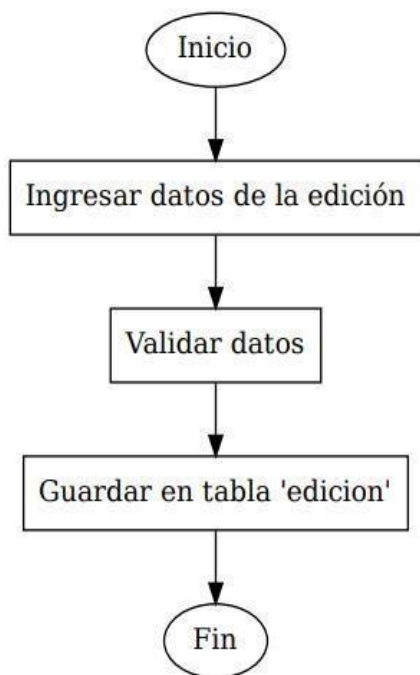 Inicio
Ingresar datos de la edición
Validar datos
Guardar en tabla 'edicion'
Fin